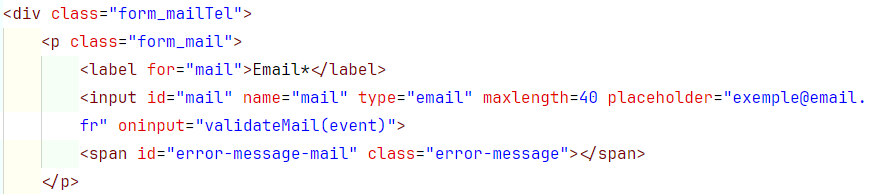 <div class="form_mailTel">
<p class="form_mail">
<label for="mail">Email*</label>
<input id="mail" name="mail" type="email" maxlength=40 placeholder="exemple@email.
fr" oninput="validateMail(event)">
<span id="error-message-mail" class="error-message"></span>
</p>